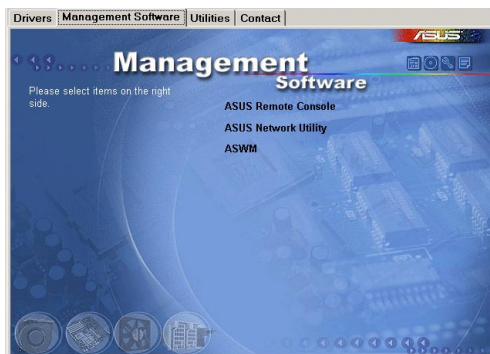 Drivers Management Software Utilities Contact
ASUS
Management
Software
Please select items on the right
side.
ASUS Remote Console
ASUS Network Utility
ASWM